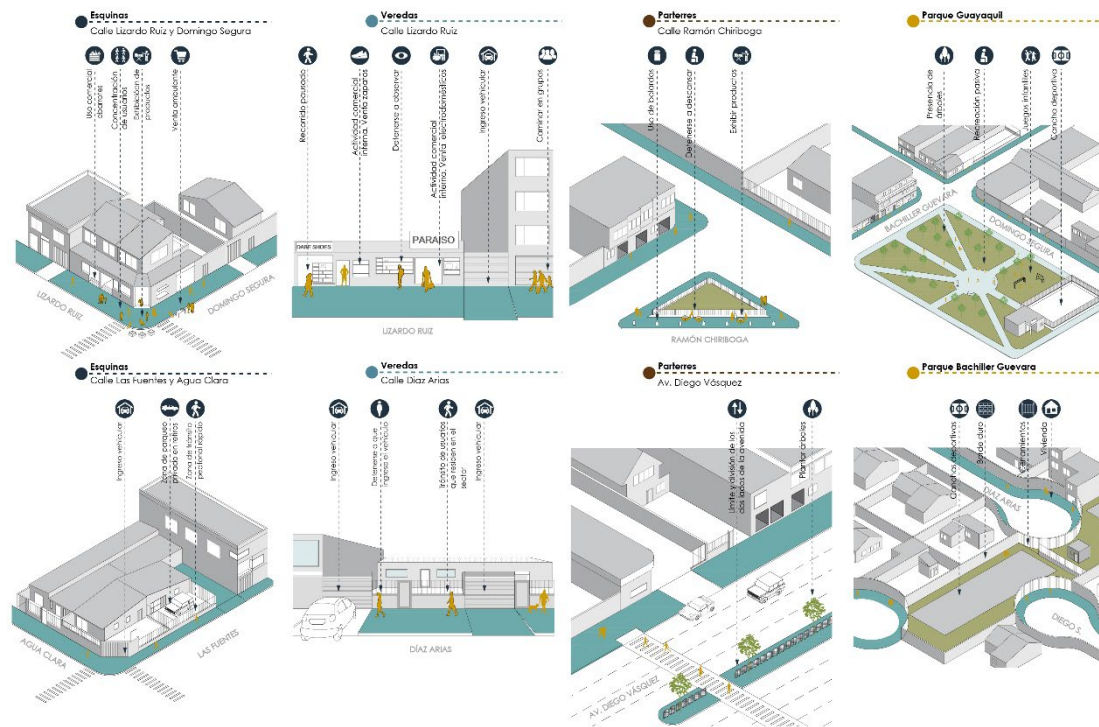 Esquinas
Calle Lizardo Ruiz y Domingo Segura
Uso comercial
abarrotes
Concentración
de usuarios
Exhibición de
productos
Venta ambulante
LIZARDO RUIZ
DOMINGO SEGURA
Veredas
Calle Lizardo Ruiz
Recorrido pausado
Actividad comercial
interna. Venta zapatos
Detenerse a observar
Actividad comercial
interna. Venta electrodomésticos
Ingreso vehicular
Caminar en grupos
SHOES
PARAISO
LIZARDO RUIZ
Parterres
Calle Ramón Chiriboga
Uso de bolardos
Detenerse a descansar
Exhibir productos
RAMÓN CHIRIBOGA
Parque Guayaquil
Presencia de
árboles
Recreación pasiva
Juegos infantiles
Cancha deportiva
BACHILLER GUEVARA
DOMINGO SEGURA
Esquinas
Calle Las Fuentes y Agua Clara
Ingreso vehicular
Zona de parqueo
privada en retiros
Zona de tránsito
peatonal rápido
AGUA CLARA
LAS FUENTES
Veredas
Calle Diaz Arias
Ingreso vehicular
Detenerse a que
ingrese un vehículo
Tránsito de usuarios
que residen en el
sector
Ingreso vehicular
DÍAZ ARIAS
Parterres
Av. Diego Vásquez
Límite y división de los
dos lados de la avenida
Plantar árboles
AV. DIEGO VÁSQUEZ
Parque Bachiller Guevara
Canchas deportivas
Borde duro
Cerramientos
Vivienda
DÍAZ ARIAS
DIEGO S.